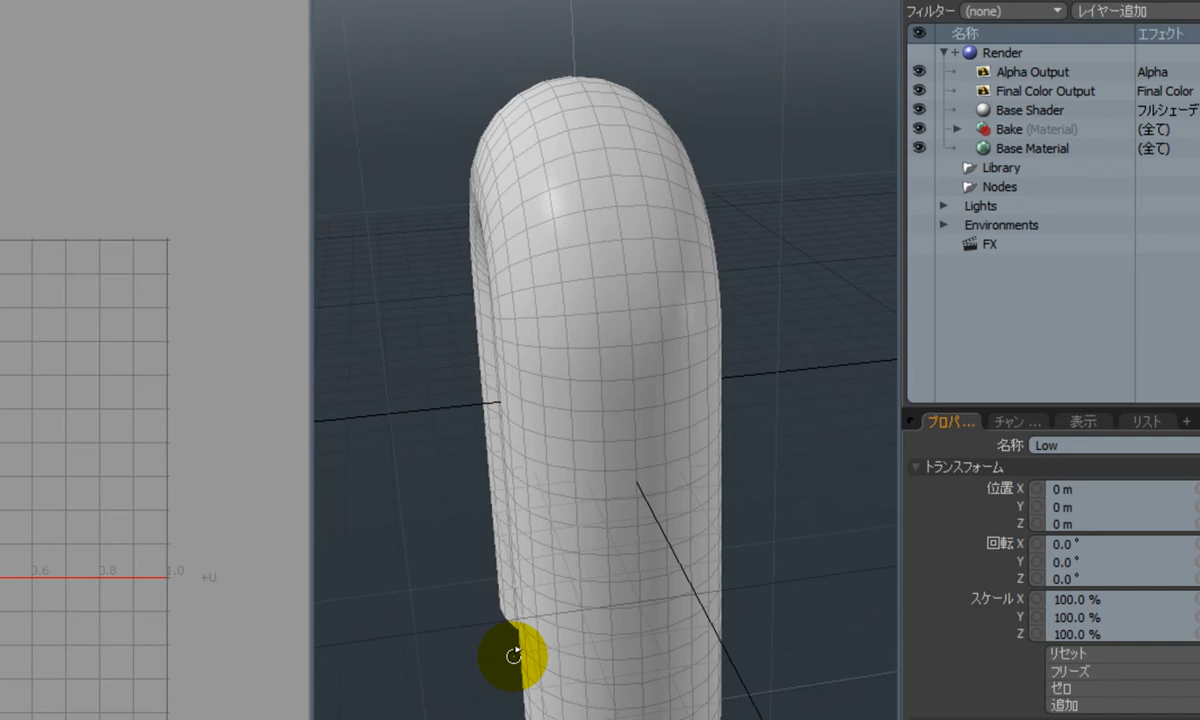 フィルター (none) レイヤー追加
名称 エフェクト
Render
Alpha Output Alpha
Final Color Output Final Color
Base Shader フルシェーデ
Bake (Material) (全て)
Base Material (全て)
Library
Nodes
Lights
Environments
FX
プロパ... チャン ... 表示 リスト +
名称 Low
トランスフォーム
位置 X 0 m
Y 0 m
Z 0 m
回転 X 0.0 °
Y 0.0 °
Z 0.0 °
スケール X 100.0 %
Y 100.0 %
Z 100.0 %
リセット
フリーズ
ゼロ
追加
0.6 0.8 1.0 +U